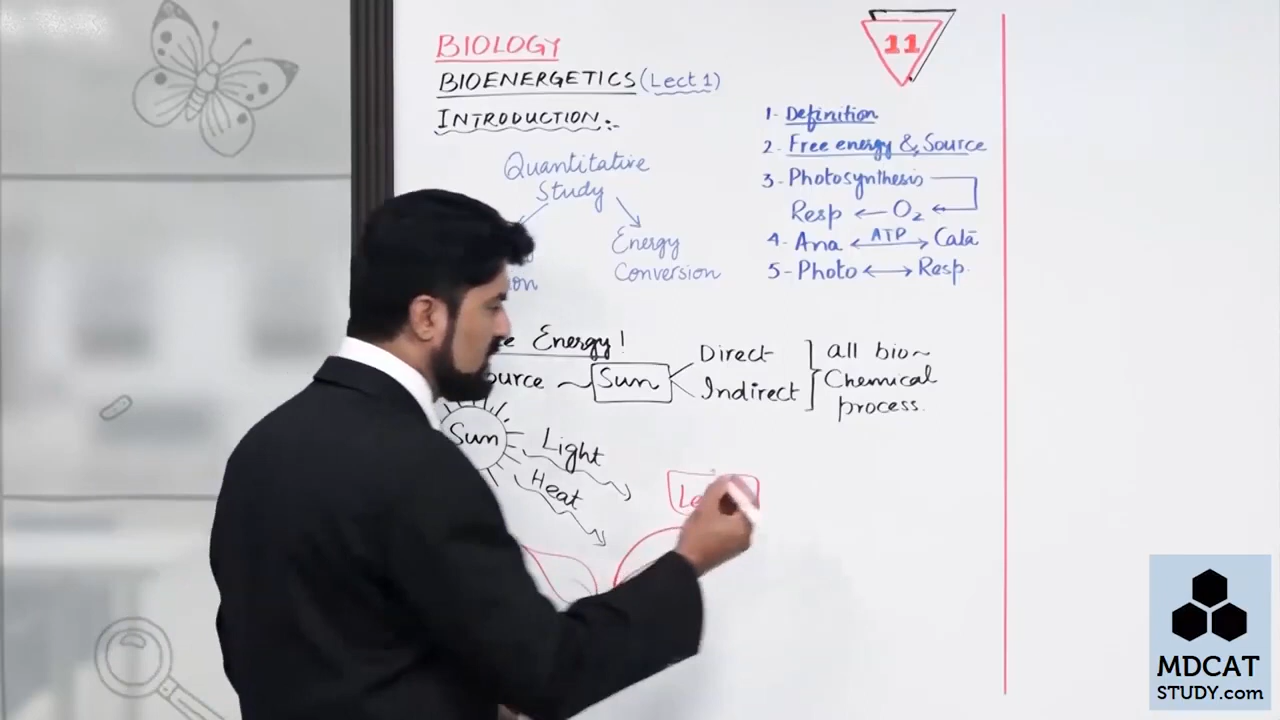 BIOLOGY
BIOENERGETICS (Lect 1)
INTRODUCTION :-
Quantitative
Study
Energy
Conversion
Energy!
Sun
Direct
Indirect
all bio~
Chemical
process.
Sun
Light
Heat
11
1- Definition
2. Free energy & Source
3- Photosynthesis
Resp ← O₂ ←
4- Ana ←ATP→ Cata
5- Photo ↔ Resp.
MDCAT
STUDY.com